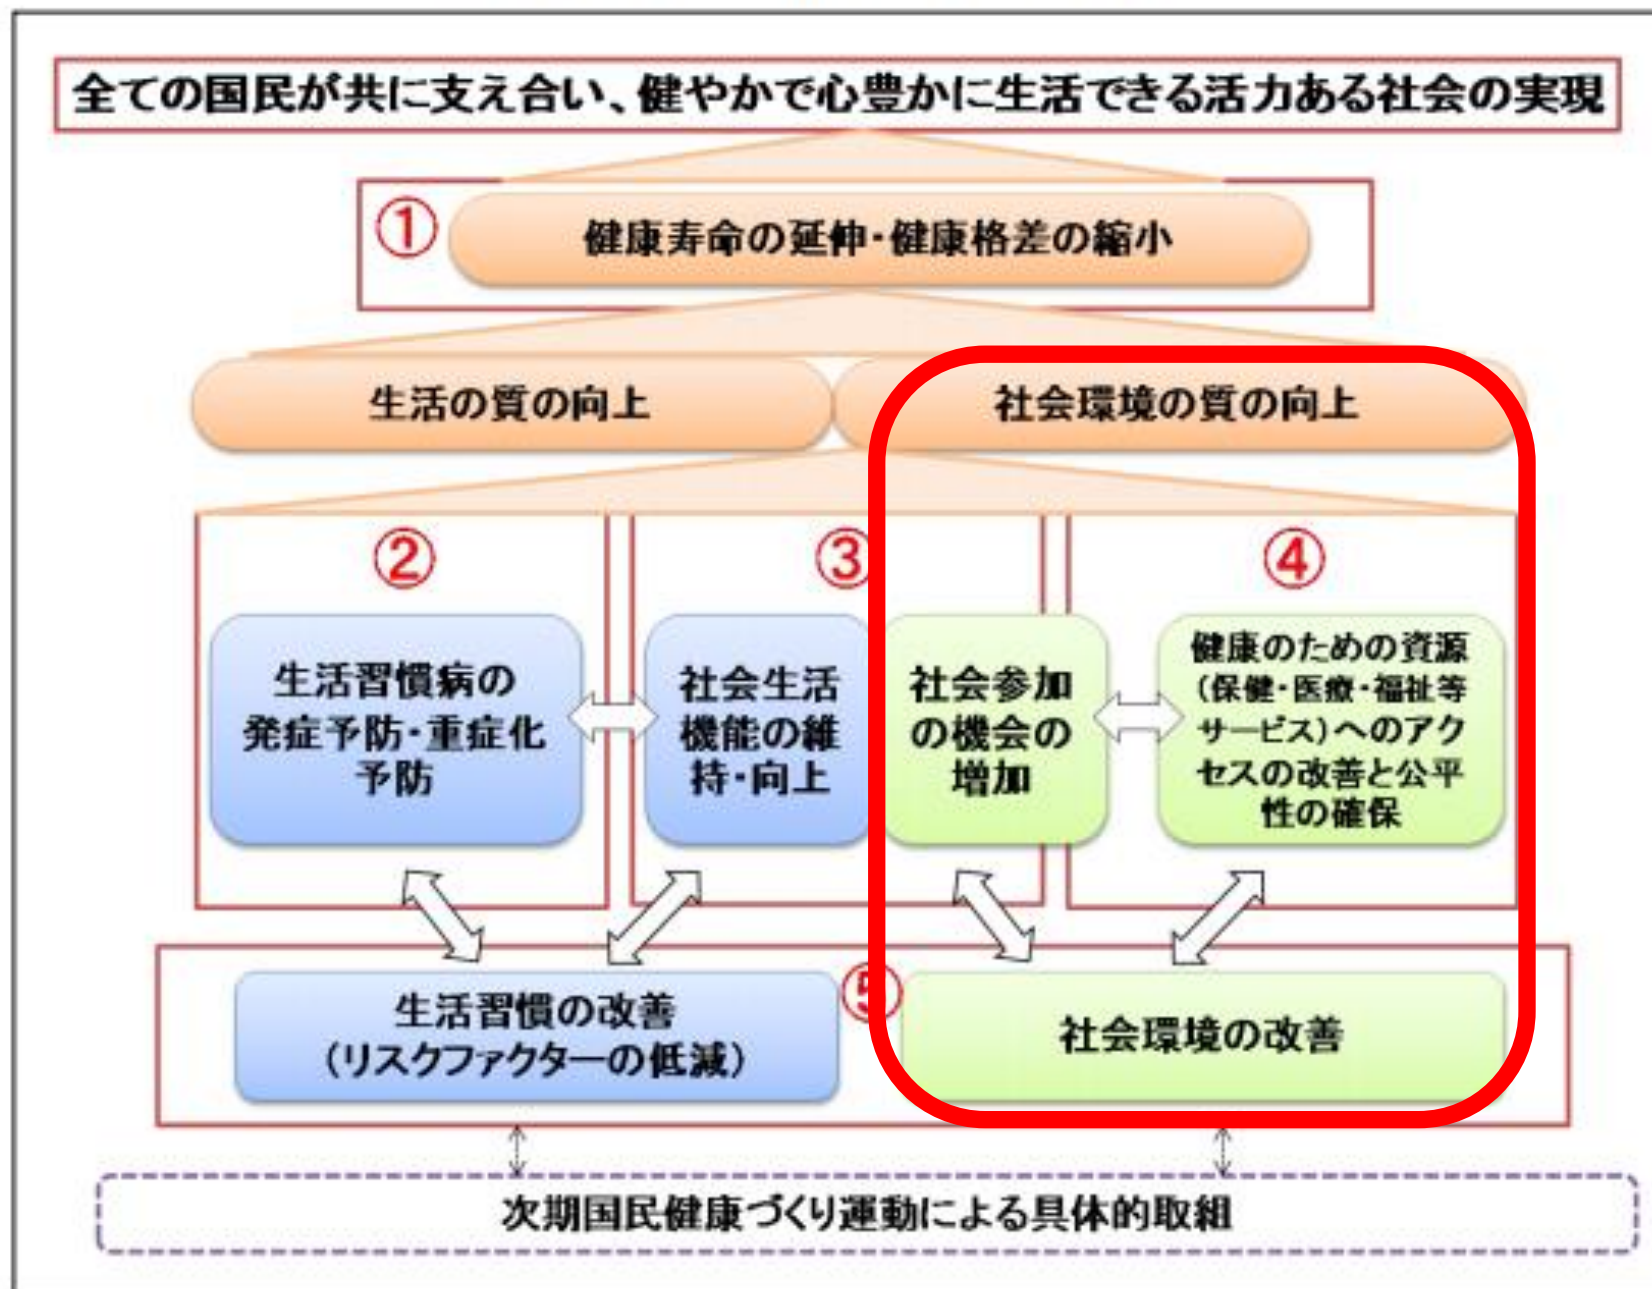 全ての国民が共に支え合い、健やかで心豊かに生活できる活力ある社会の実現
①
健康寿命の延伸・健康格差の縮小
生活の質の向上
社会環境の質の向上
②
③
④
生活習慣病の
発症予防・重症化
予防
社会生活
機能の維
持・向上
社会参加
の機会の
増加
健康のための資源
(保健・医療・福祉等
サービス)へのアク
セスの改善と公平
性の確保
生活習慣の改善
(リスクファクターの低減)
⑤
社会環境の改善
次期国民健康づくり運動による具体的取組